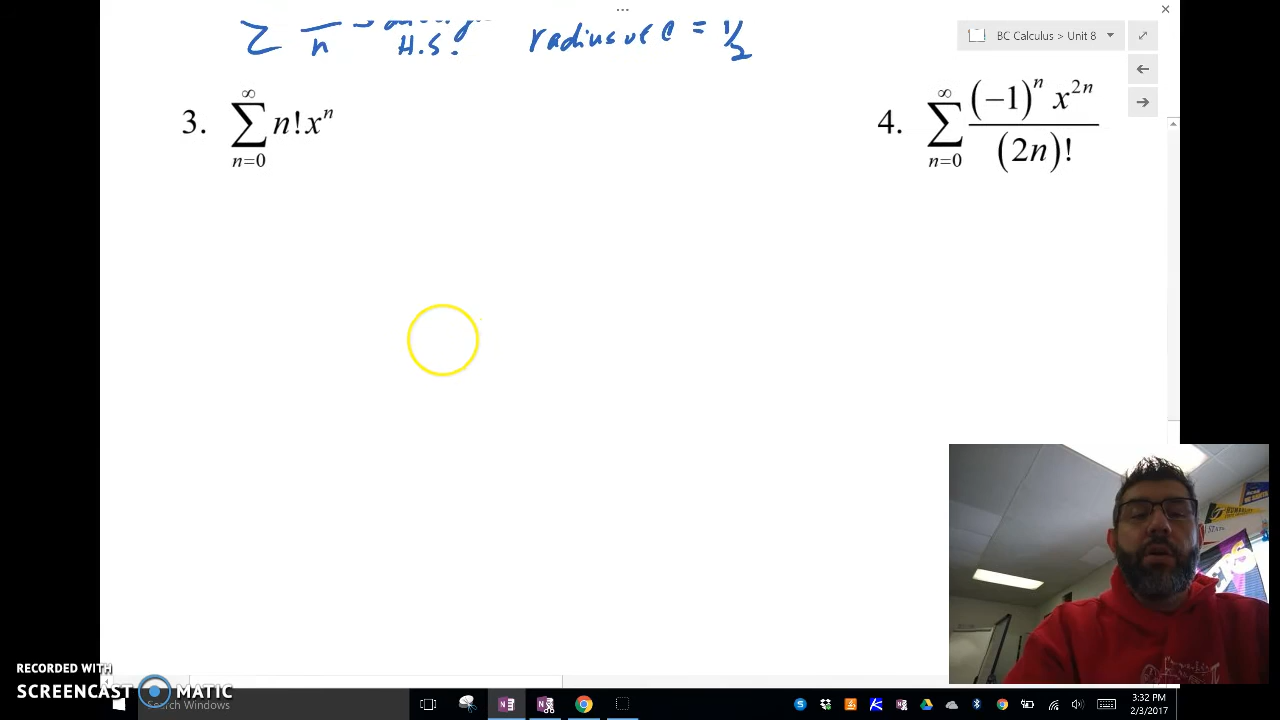 Σ — n H.S. radius of C = 1/2
BC Calculus > Unit 8
3. ∞ Σ n=0 n! xⁿ
4. ∞ Σ n=0 (−1)ⁿ x²ⁿ / (2n)!
RECORDED WITH
SCREENCAST MATIC
Search Windows
3:32 PM
2/3/2017